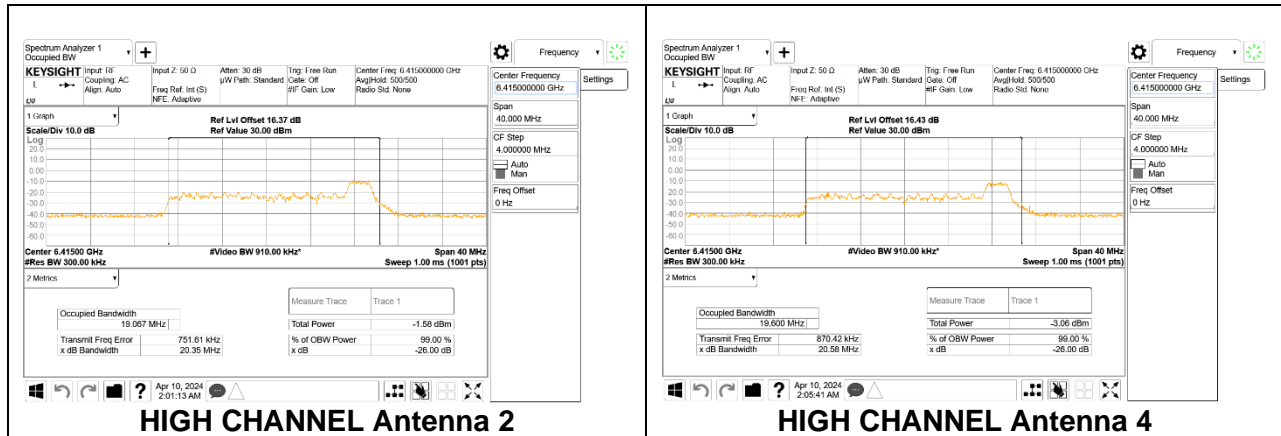 Spectrum Analyzer 1
Occupied BW
Frequency
KEYSIGHT
Input: RF
Coupling: AC
Align: Auto
Input Z: 50 Ω
Freq Ref: Int (S)
NFE: Adaptive
Atten: 30 dB
µW Path: Standard
Trig: Free Run
Gate: Off
#IF Gain: Low
Center Freq: 6.415000000 GHz
Avg|Hold: 500/500
Radio Std: None
Center Frequency
6.415000000 GHz
Settings
Span
40.000 MHz
CF Step
4.000000 MHz
Auto
Man
Freq Offset
0 Hz
1 Graph
Scale/Div 10.0 dB
Ref Lvl Offset 16.37 dB
Ref Value 30.00 dBm
Log
20.0
10.0
0.00
-10.0
-20.0
-30.0
-40.0
-50.0
-60.0
Center 6.41500 GHz
#Res BW 300.00 kHz
#Video BW 910.00 kHz*
Span 40 MHz
Sweep 1.00 ms (1001 pts)
2 Metrics
Measure Trace Trace 1
Occupied Bandwidth
19.067 MHz
Total Power -1.58 dBm
Transmit Freq Error 751.61 kHz
% of OBW Power 99.00 %
x dB Bandwidth 20.35 MHz
x dB -26.00 dB
Apr 10, 2024
2:01:13 AM
HIGH CHANNEL Antenna 2
Spectrum Analyzer 1
Occupied BW
Frequency
KEYSIGHT
Input: RF
Coupling: AC
Align: Auto
Input Z: 50 Ω
Freq Ref: Int (S)
NFE: Adaptive
Atten: 30 dB
µW Path: Standard
Trig: Free Run
Gate: Off
#IF Gain: Low
Center Freq: 6.415000000 GHz
Avg|Hold: 500/500
Radio Std: None
Center Frequency
6.415000000 GHz
Settings
Span
40.000 MHz
CF Step
4.000000 MHz
Auto
Man
Freq Offset
0 Hz
1 Graph
Scale/Div 10.0 dB
Ref Lvl Offset 16.43 dB
Ref Value 30.00 dBm
Log
20.0
10.0
0.00
-10.0
-20.0
-30.0
-40.0
-50.0
-60.0
Center 6.41500 GHz
#Res BW 300.00 kHz
#Video BW 910.00 kHz*
Span 40 MHz
Sweep 1.00 ms (1001 pts)
2 Metrics
Measure Trace Trace 1
Occupied Bandwidth
19.600 MHz
Total Power -3.06 dBm
Transmit Freq Error 870.42 kHz
% of OBW Power 99.00 %
x dB Bandwidth 20.58 MHz
x dB -26.00 dB
Apr 10, 2024
2:05:41 AM
HIGH CHANNEL Antenna 4